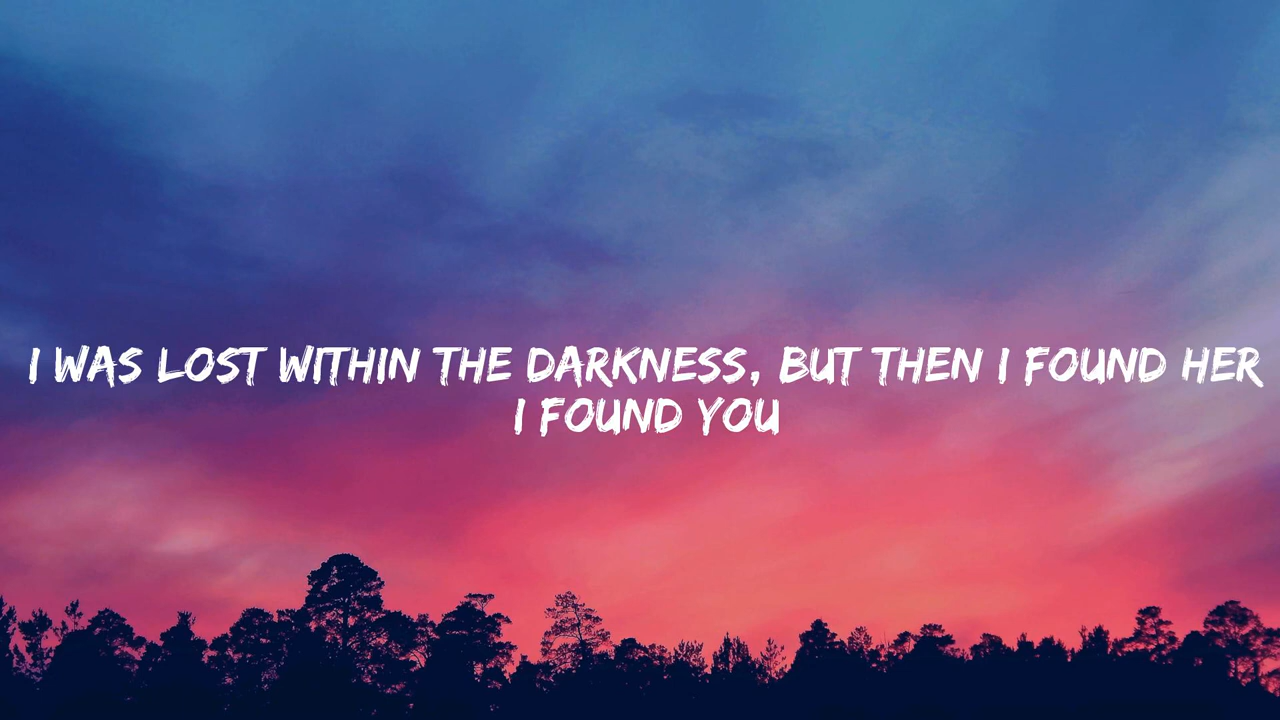 I WAS LOST WITHIN THE DARKNESS, BUT THEN I FOUND HER
I FOUND YOU